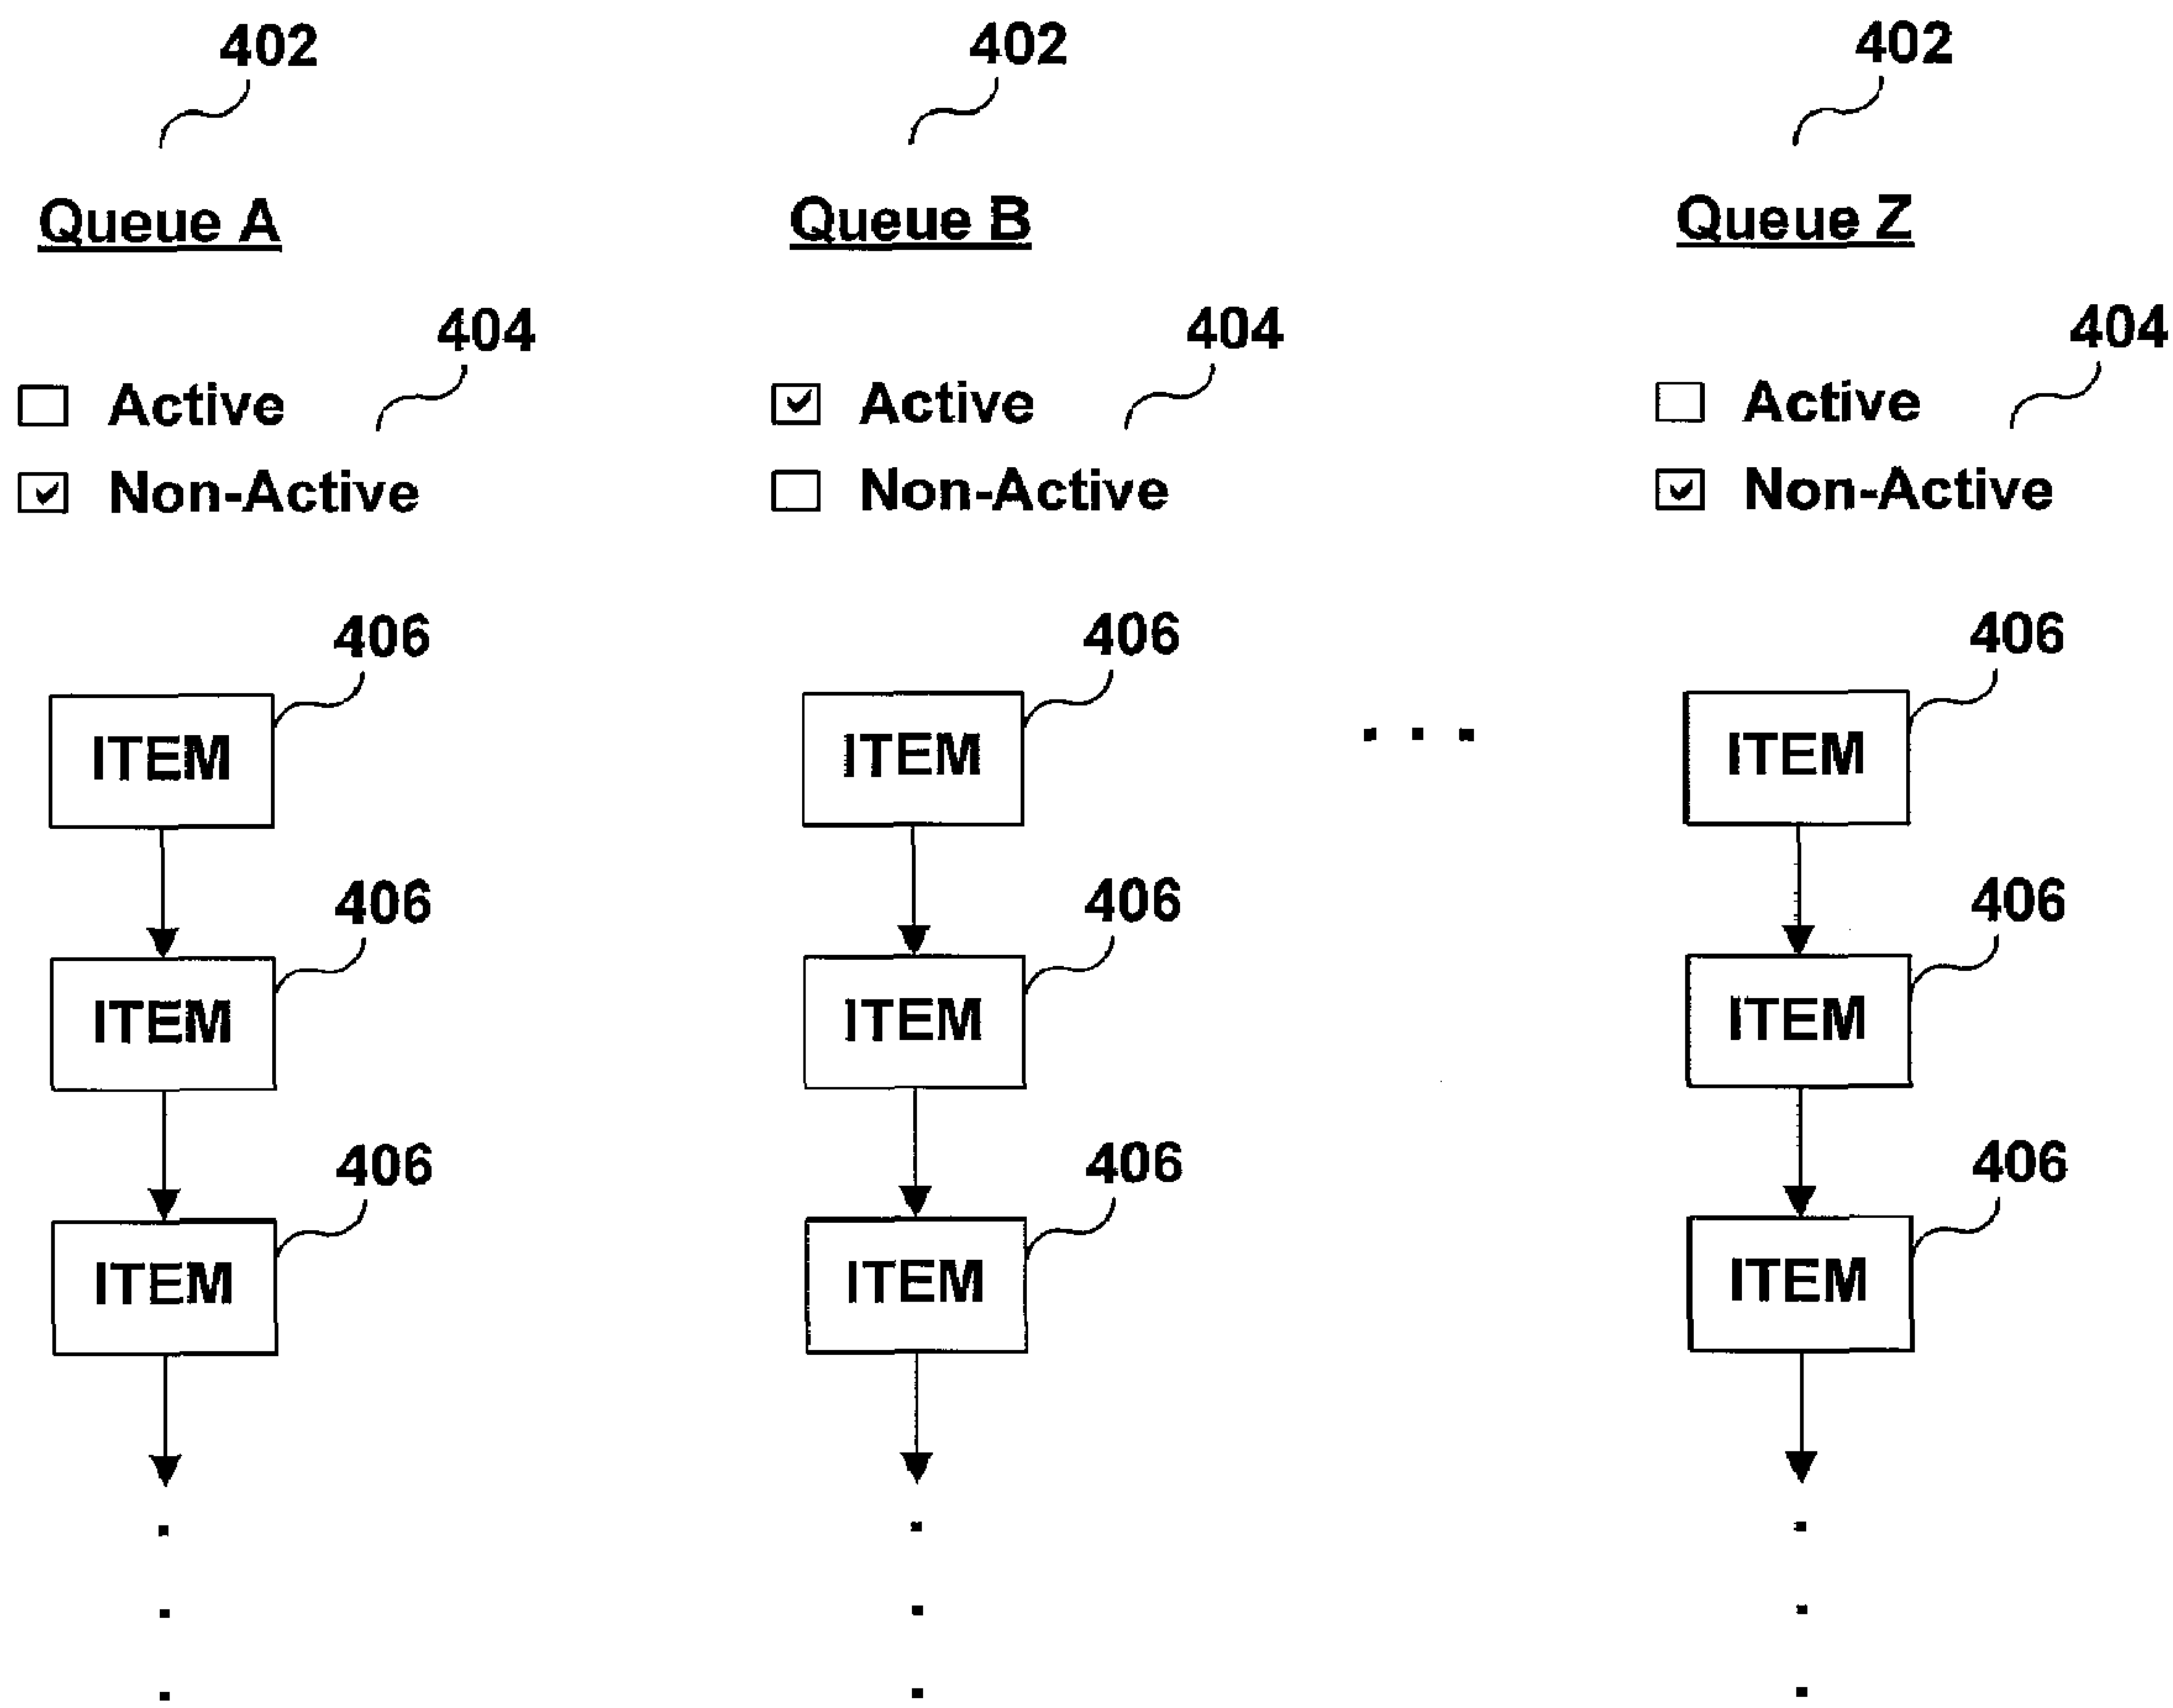 402 402 402
Queue A Queue B Queue Z
404 404 404
Active Active Active
Non-Active Non-Active Non-Active
406 406 406
ITEM ITEM . . . ITEM
406 406 406
ITEM ITEM ITEM
406 406 406
ITEM ITEM ITEM